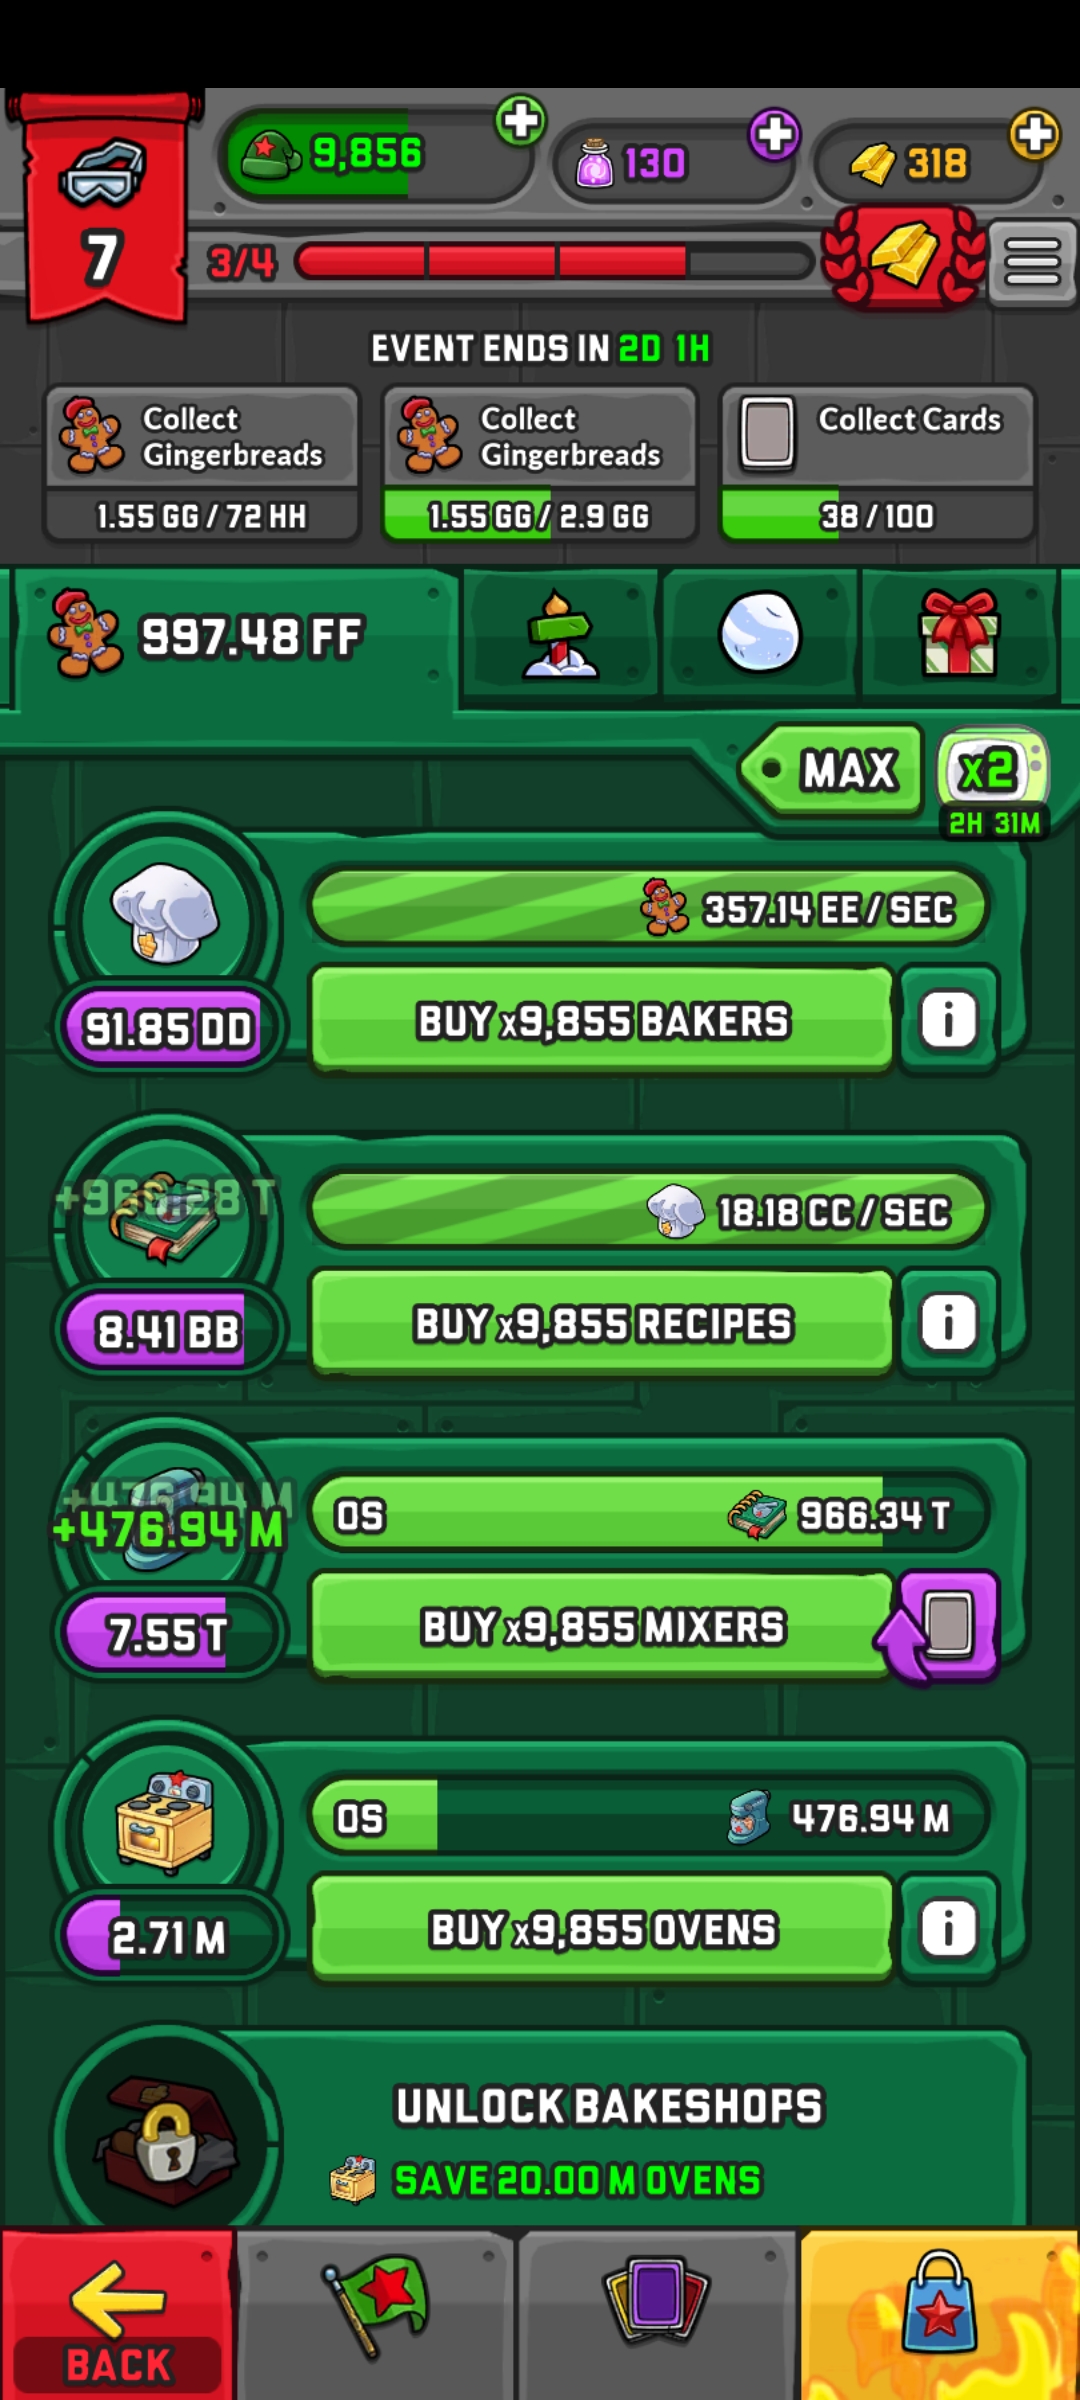 9,856
130
318
7
3/4
EVENT ENDS IN 2D 1H
Collect
Gingerbreads
1.55 GG / 72 HH
Collect
Gingerbreads
1.55 GG / 2.9 GG
Collect Cards
38 / 100
997.48 FF
MAX
x2
2H 31M
357.14 EE / SEC
91.85 DD
BUY x9,855 BAKERS
i
+966.28 T
18.18 CC / SEC
8.41 BB
BUY x9,855 RECIPES
i
+476.94 M
+476.94 M
0S
966.34 T
7.55 T
BUY x9,855 MIXERS
0S
476.94 M
2.71 M
BUY x9,855 OVENS
i
UNLOCK BAKESHOPS
SAVE 20.00 M OVENS
BACK